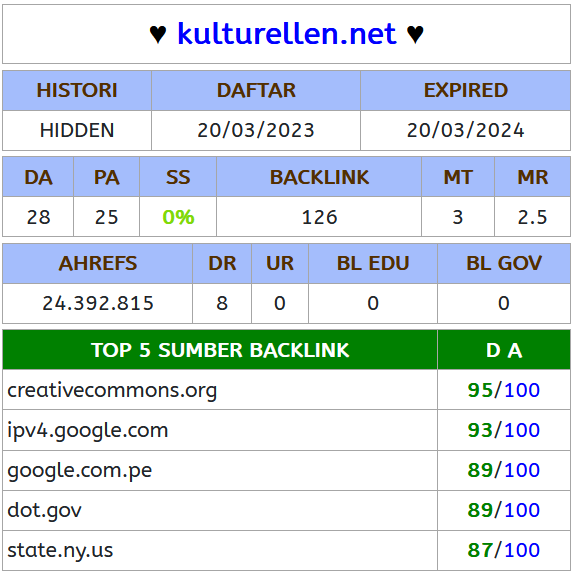 ♥ kulturellen.net ♥
HISTORI DAFTAR EXPIRED
HIDDEN 20/03/2023 20/03/2024
DA PA SS BACKLINK MT MR
28 25 0% 126 3 2.5
AHREFS DR UR BL EDU BL GOV
24.392.815 8 0 0 0
TOP 5 SUMBER BACKLINK D A
creativecommons.org 95/100
ipv4.google.com 93/100
google.com.pe 89/100
dot.gov 89/100
state.ny.us 87/100